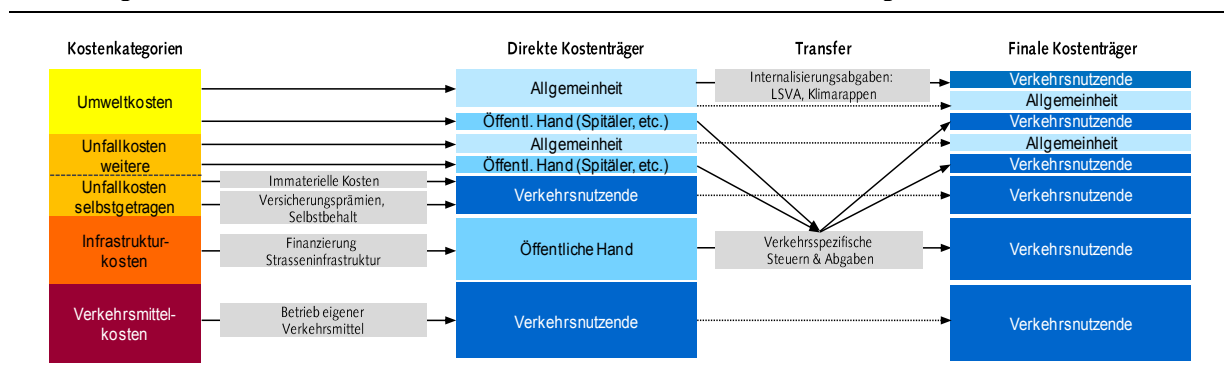 Kostenkategorien
Direkte Kostenträger
Transfer
Finale Kostenträger
Umweltkosten
Unfallkosten
weitere
Unfallkosten
selbstgetragen
Infrastruktur-
kosten
Verkehrsmittel-
kosten
Immaterielle Kosten
Versicherungsprämien,
Selbstbehalt
Finanzierung
Strasseninfrastruktur
Betrieb eigener
Verkehrsmittel
Allgemeinheit
Öffentl. Hand (Spitäler, etc.)
Allgemeinheit
Öffentl. Hand (Spitäler, etc.)
Verkehrsnutzende
Öffentliche Hand
Verkehrsnutzende
Internalisierungsabgaben:
LSVA, Klimarappen
Verkehrsspezifische
Steuern & Abgaben
Verkehrsnutzende
Allgemeinheit
Verkehrsnutzende
Allgemeinheit
Verkehrsnutzende
Verkehrsnutzende
Verkehrsnutzende
Verkehrsnutzende